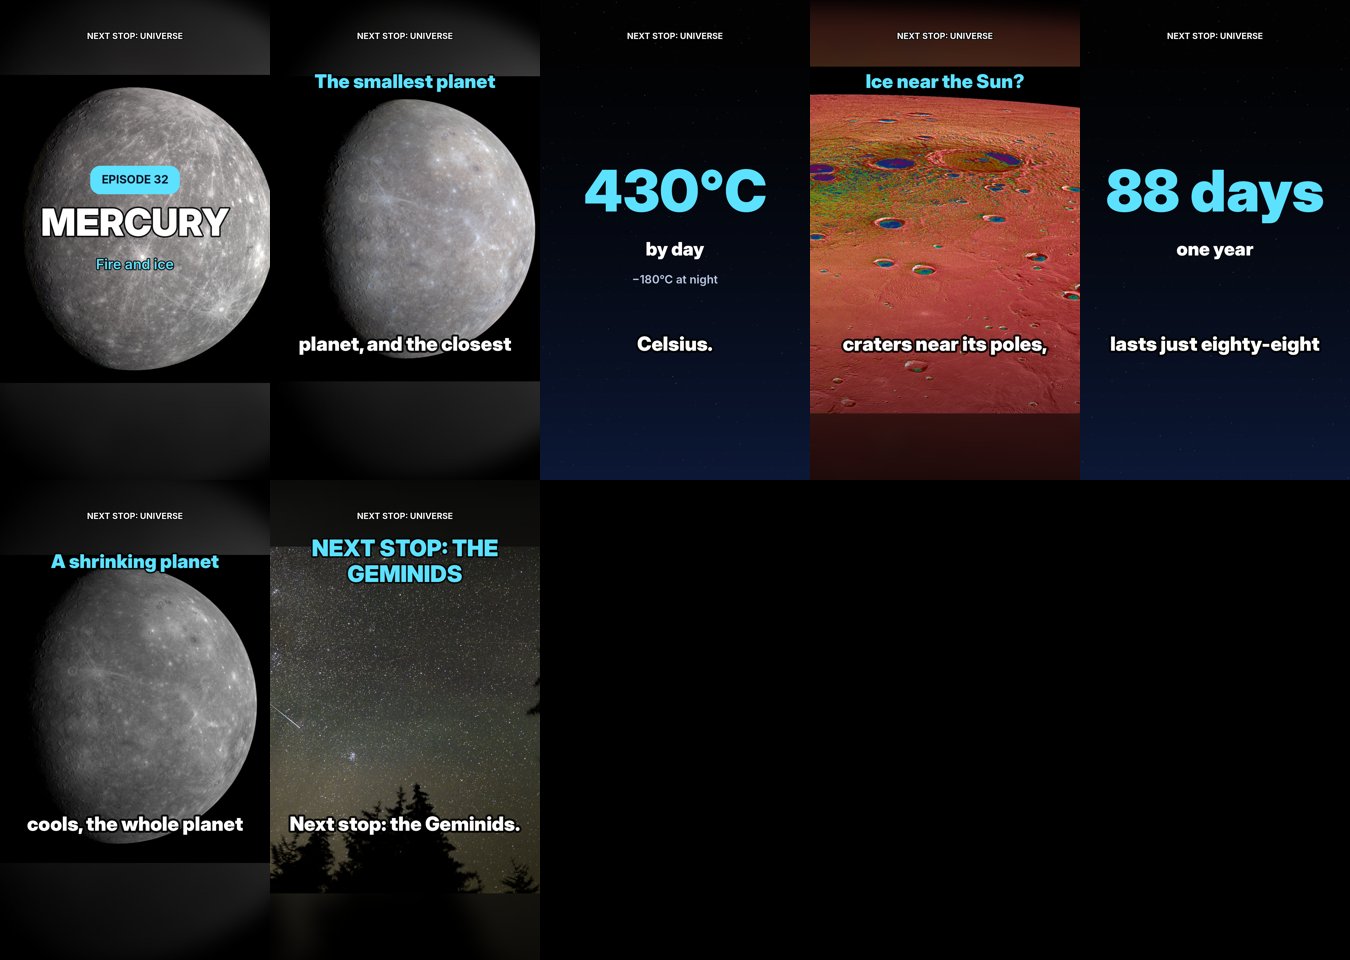 NEXT STOP: UNIVERSE
EPISODE 32
MERCURY
Fire and ice
NEXT STOP: UNIVERSE
The smallest planet
planet, and the closest
NEXT STOP: UNIVERSE
430°C
by day
−180°C at night
Celsius.
NEXT STOP: UNIVERSE
Ice near the Sun?
craters near its poles,
NEXT STOP: UNIVERSE
88 days
one year
lasts just eighty-eight
NEXT STOP: UNIVERSE
A shrinking planet
cools, the whole planet
NEXT STOP: UNIVERSE
NEXT STOP: THE
GEMINIDS
Next stop: the Geminids.